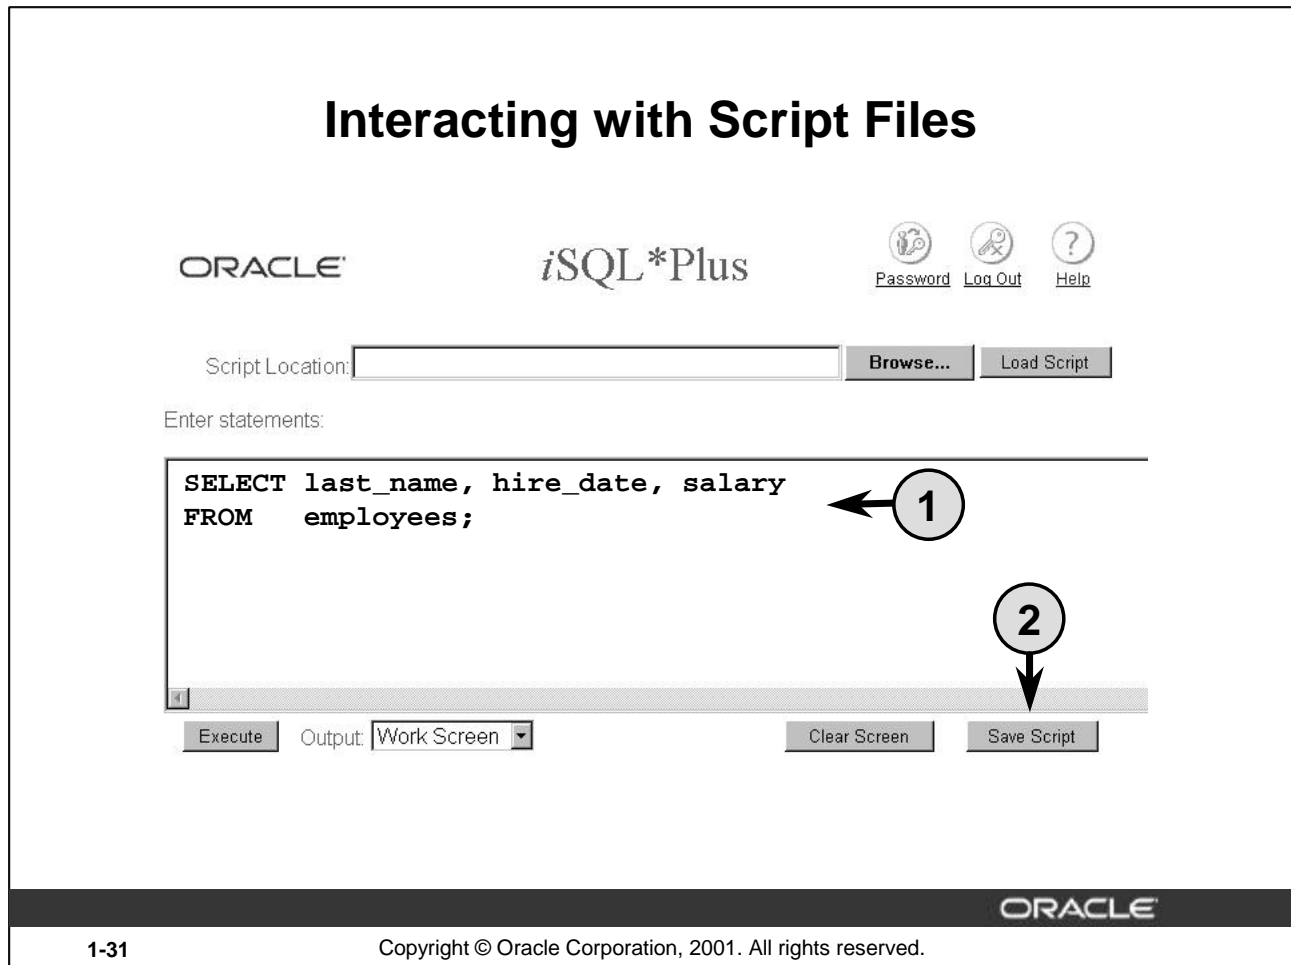 Interacting with Script Files
ORACLE
iSQL*Plus
Password Log Out Help
Script Location: Browse... Load Script
Enter statements:
SELECT last_name, hire_date, salary
FROM employees;
1
2
Execute Output: Work Screen Clear Screen Save Script
ORACLE
1-31 Copyright © Oracle Corporation, 2001. All rights reserved.